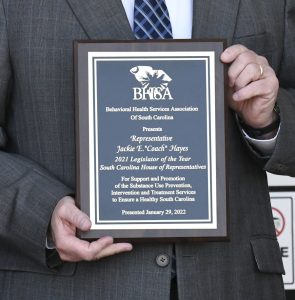 BHSA
Behavioral Health Services Association
Of South Carolina
Presents
Representative
Jackie E. "Coach" Hayes
2021 Legislator of the Year
South Carolina House of Representatives
For Support and Promotion
of the Substance Use Prevention,
Intervention and Treatment Services
to Ensure a Healthy South Carolina
Presented January 29, 2022